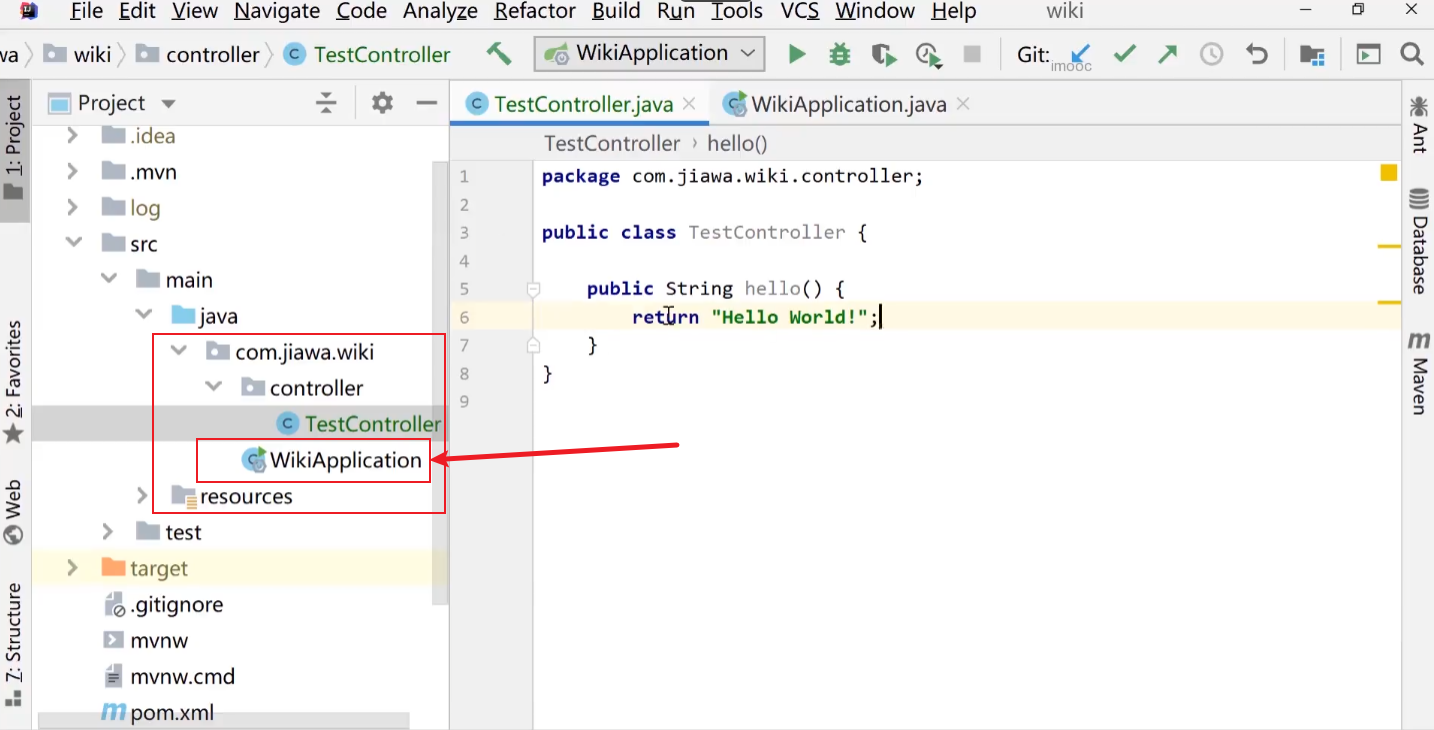 File Edit View Navigate Code Analyze Refactor Build Run Tools VCS Window Help wiki
wa wiki controller TestController WikiApplication Git:
imooc
Project
TestController.java WikiApplication.java
TestController › hello()
1: Project
2: Favorites
Web
Z: Structure
.idea
.mvn
log
src
main
java
com.jiawa.wiki
controller
TestController
WikiApplication
resources
test
target
.gitignore
mvnw
mvnw.cmd
pom.xml
1 package com.jiawa.wiki.controller;
2
3 public class TestController {
4
5 public String hello() {
6 return "Hello World!";
7 }
8 }
9
Ant
Database
Maven